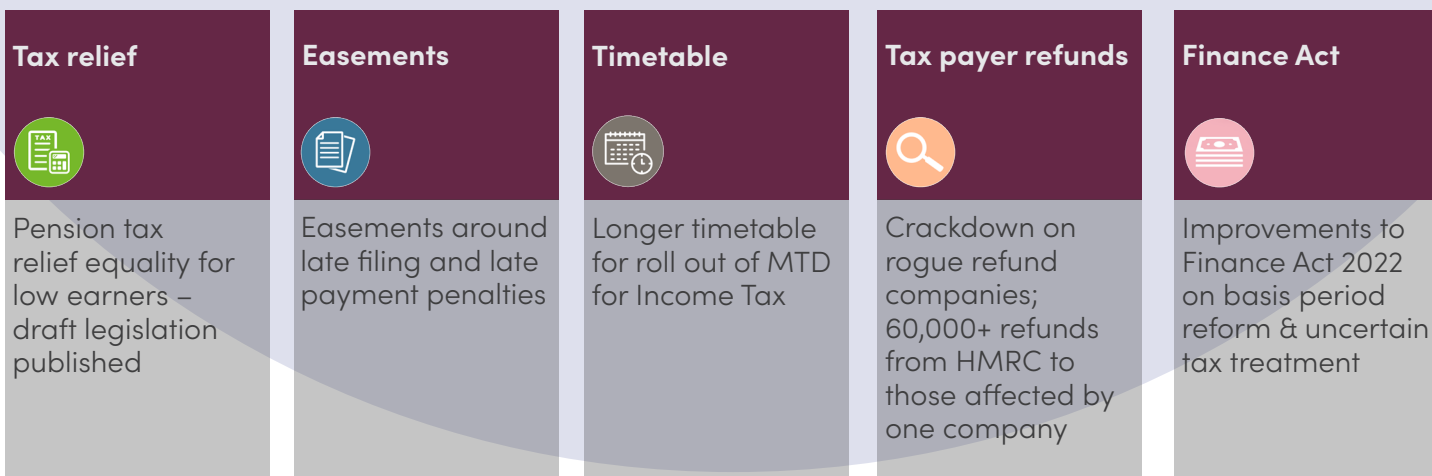 Tax relief
TAX
Pension tax
relief equality for
low earners –
draft legislation
published
Easements
Easements around
late filing and late
payment penalties
Timetable
Longer timetable
for roll out of MTD
for Income Tax
Tax payer refunds
Crackdown on
rogue refund
companies;
60,000+ refunds
from HMRC to
those affected by
one company
Finance Act
Improvements to
Finance Act 2022
on basis period
reform & uncertain
tax treatment